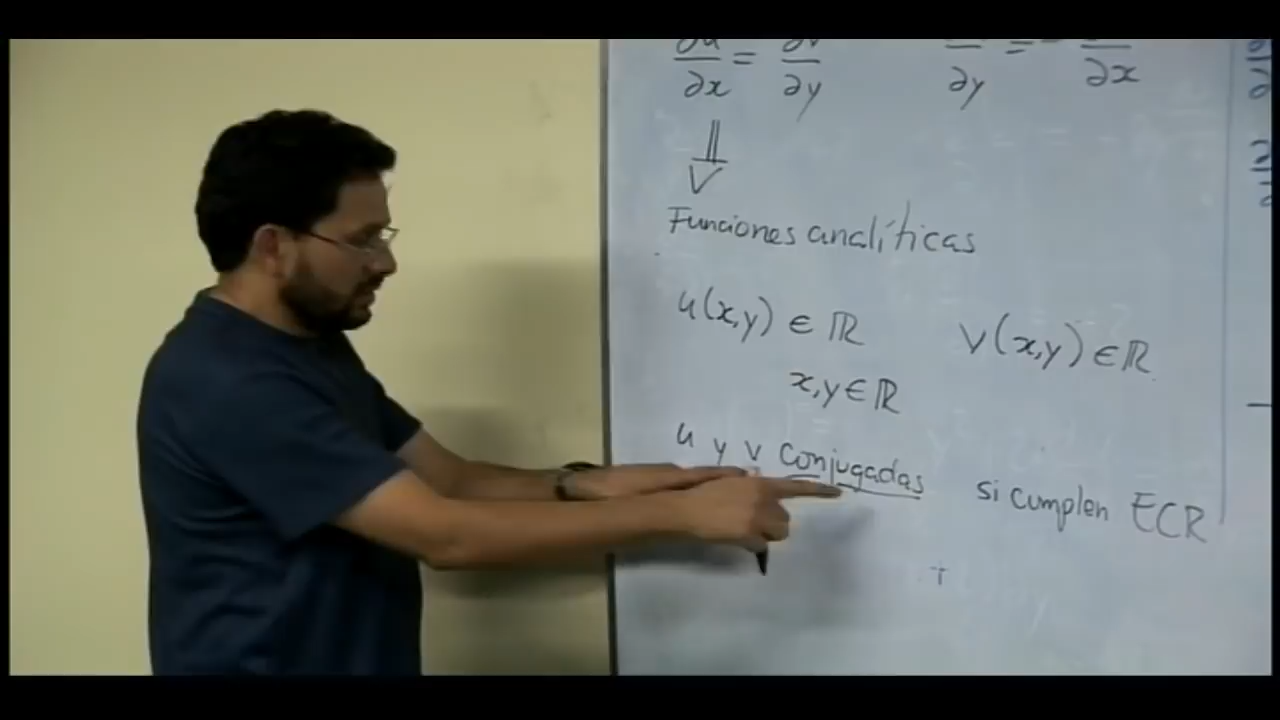 ∂u/∂x = ∂v/∂y   /∂y = - /∂x
⇓
Funciones analíticas
u(x,y) ∈ ℝ   v(x,y) ∈ ℝ
x,y ∈ ℝ
u y v conjugadas si cumplen ECR